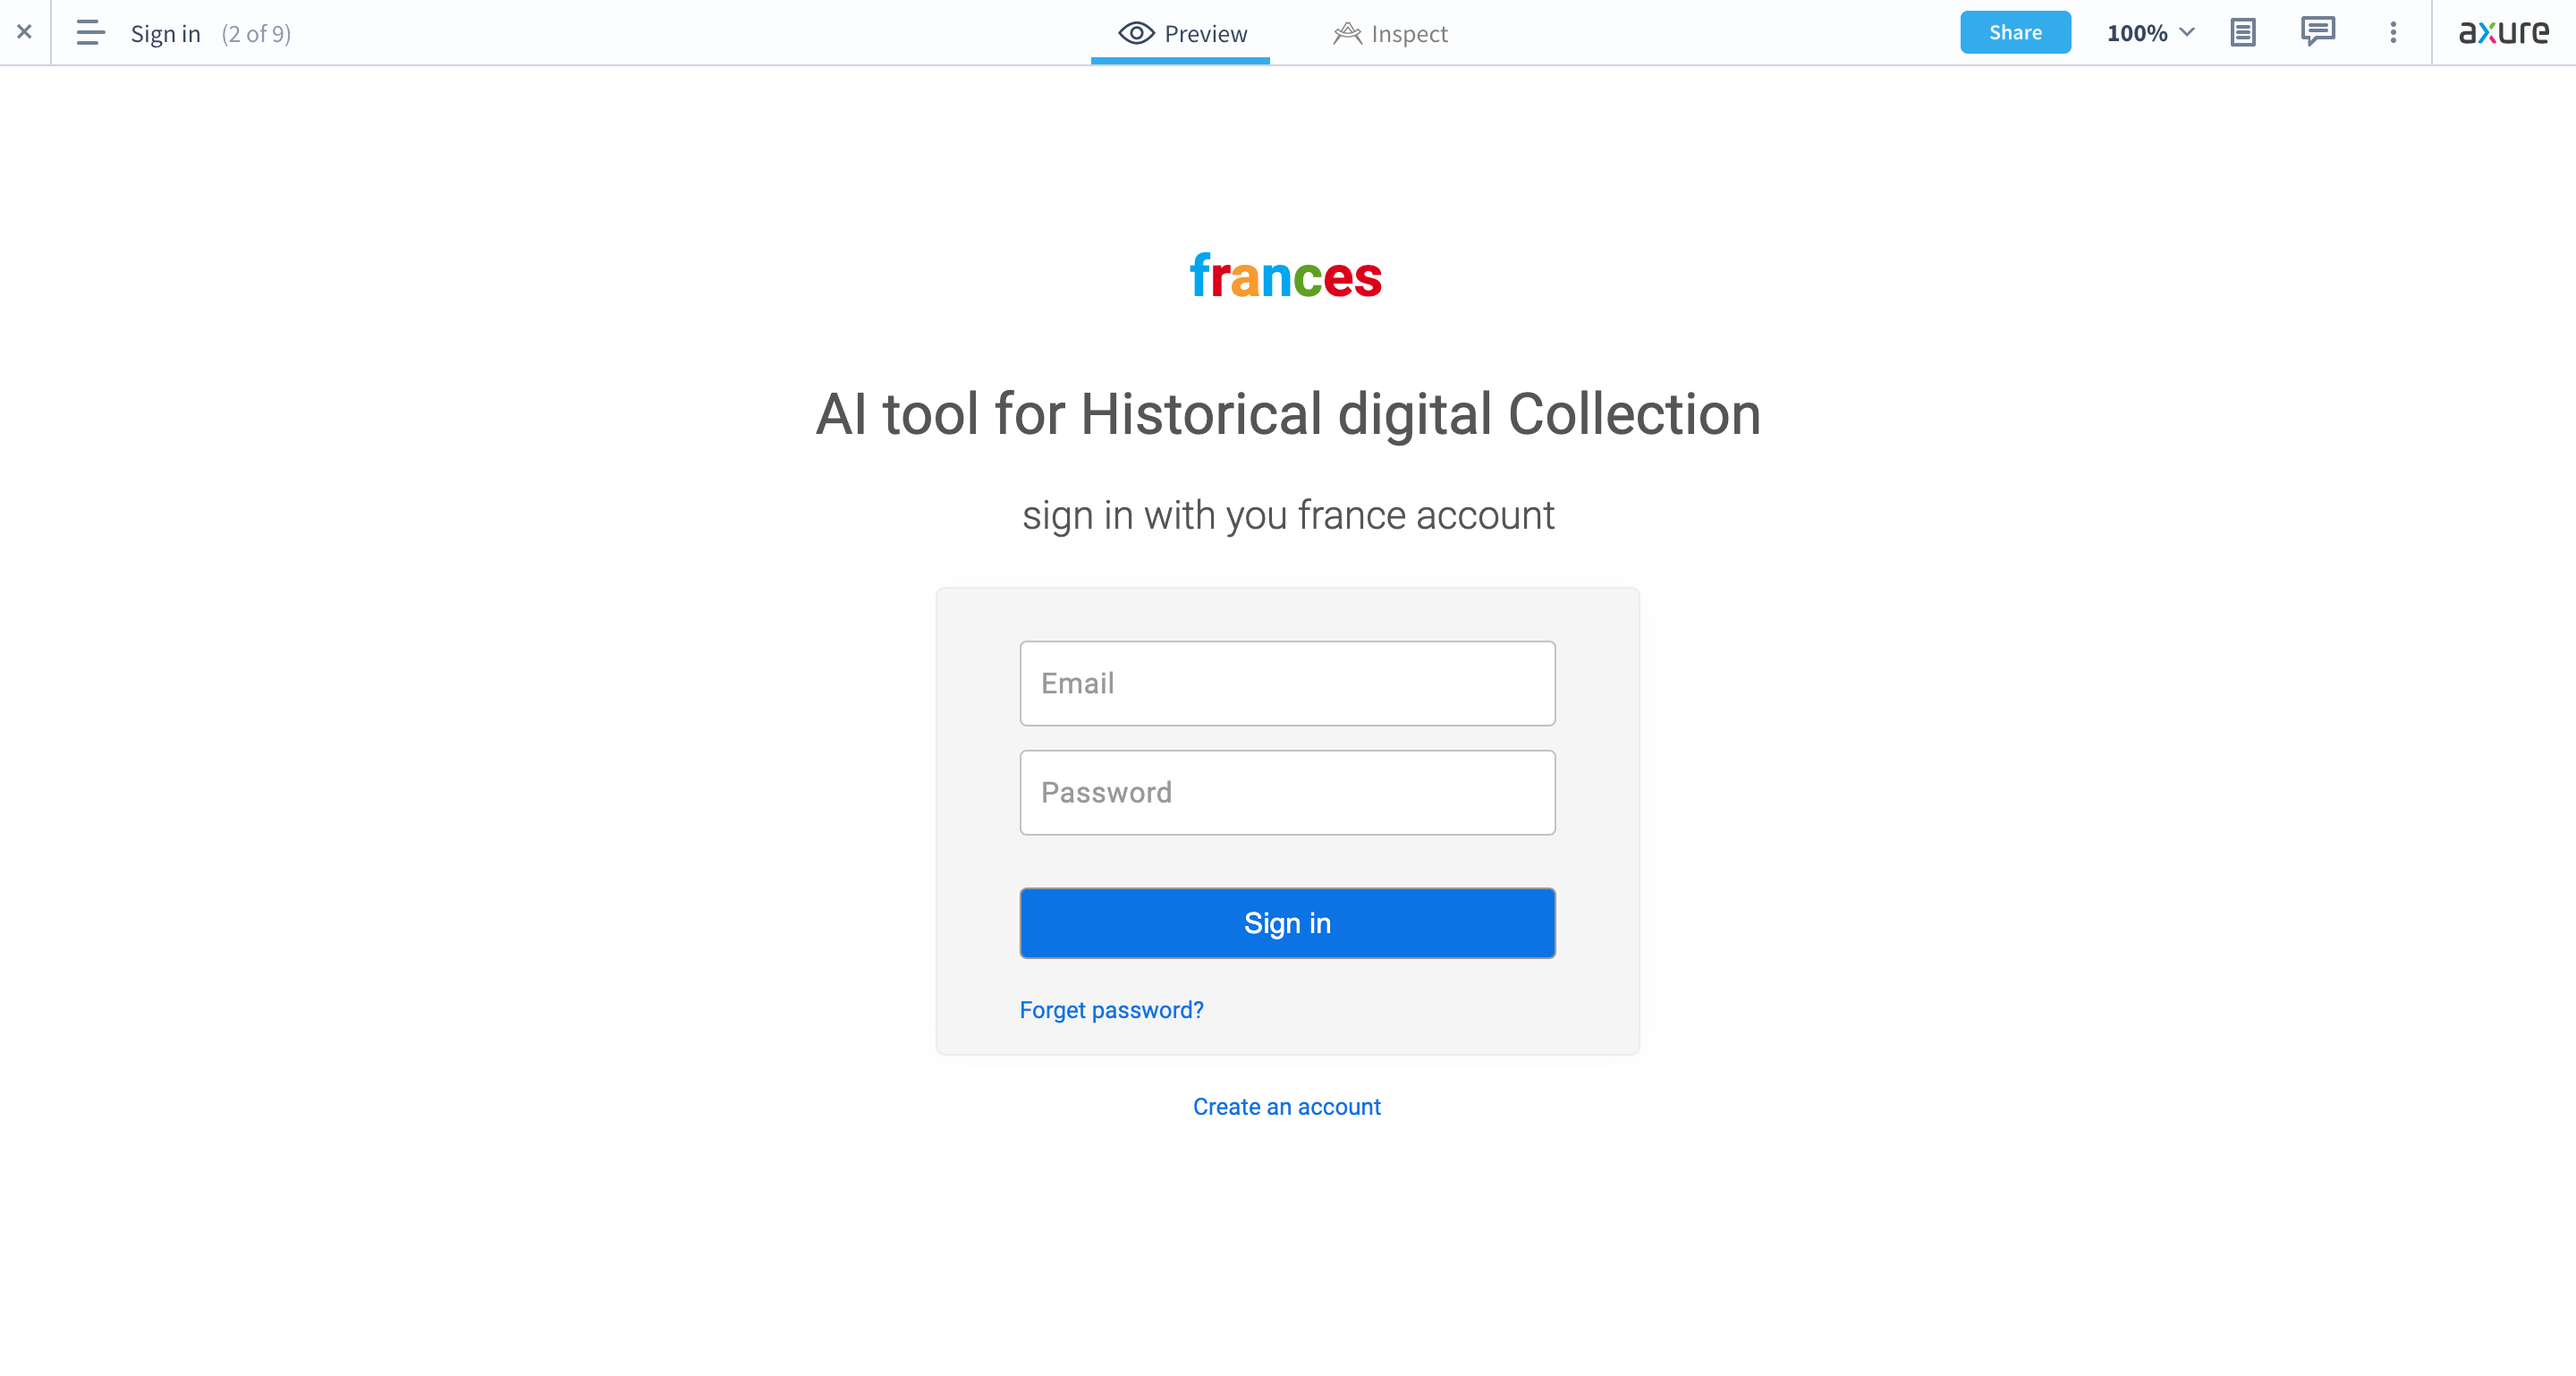 Sign in (2 of 9) Preview Inspect Share 100% axure
frances
AI tool for Historical digital Collection
sign in with you france account
Email
Password
Sign in
Forget password?
Create an account